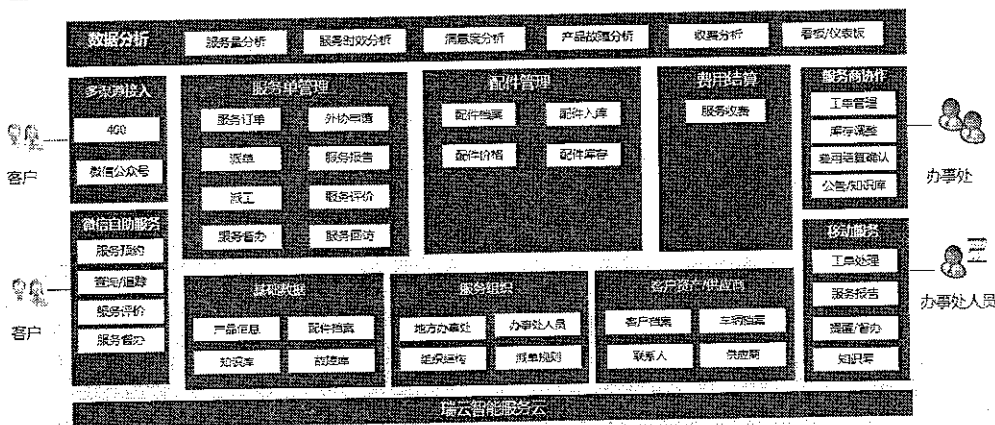 数据分析
服务量分析
服务时效分析
满意度分析
产品故障分析
收费分析
看板/仪表板
多渠道接入
400
微信公众号
客户
微信自助服务
服务预约
查询/追踪
服务评价
服务督办
客户
服务单管理
服务订单
外协申请
派单
服务报告
派工
服务评价
服务督办
服务回访
配件管理
配件档案
配件入库
配件价格
配件库存
费用结算
服务收费
服务商协作
工单管理
库存调整
费用结算确认
公告/知识库
办事处
移动服务
工单处理
服务报告
提醒/督办
知识库
办事处人员
基础数据
产品信息
配件档案
知识库
故障库
服务组织
地方办事处
办事处人员
组织结构
派单规则
客户资产/供应商
客户档案
车辆档案
联系人
供应商
瑞云智能服务云